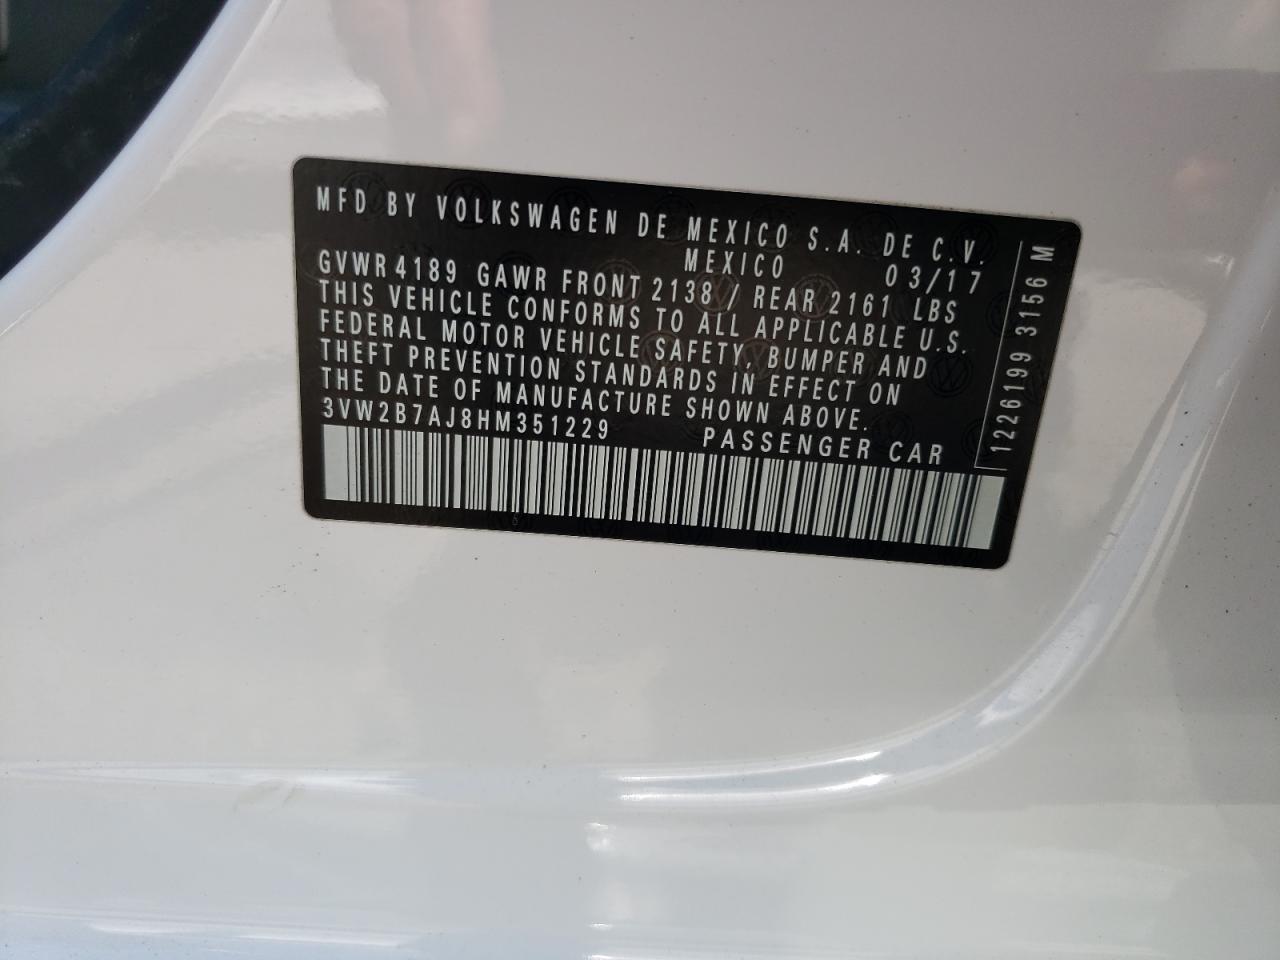 MFD BY VOLKSWAGEN DE MEXICO S.A. DE C.V.
MEXICO 03/17
GVWR 4189 GAWR FRONT 2138 / REAR 2161 LBS
THIS VEHICLE CONFORMS TO ALL APPLICABLE U.S.
FEDERAL MOTOR VEHICLE SAFETY, BUMPER AND
THEFT PREVENTION STANDARDS IN EFFECT ON
THE DATE OF MANUFACTURE SHOWN ABOVE.
3VW2B7AJ8HM351229 PASSENGER CAR
1226199 3156 M